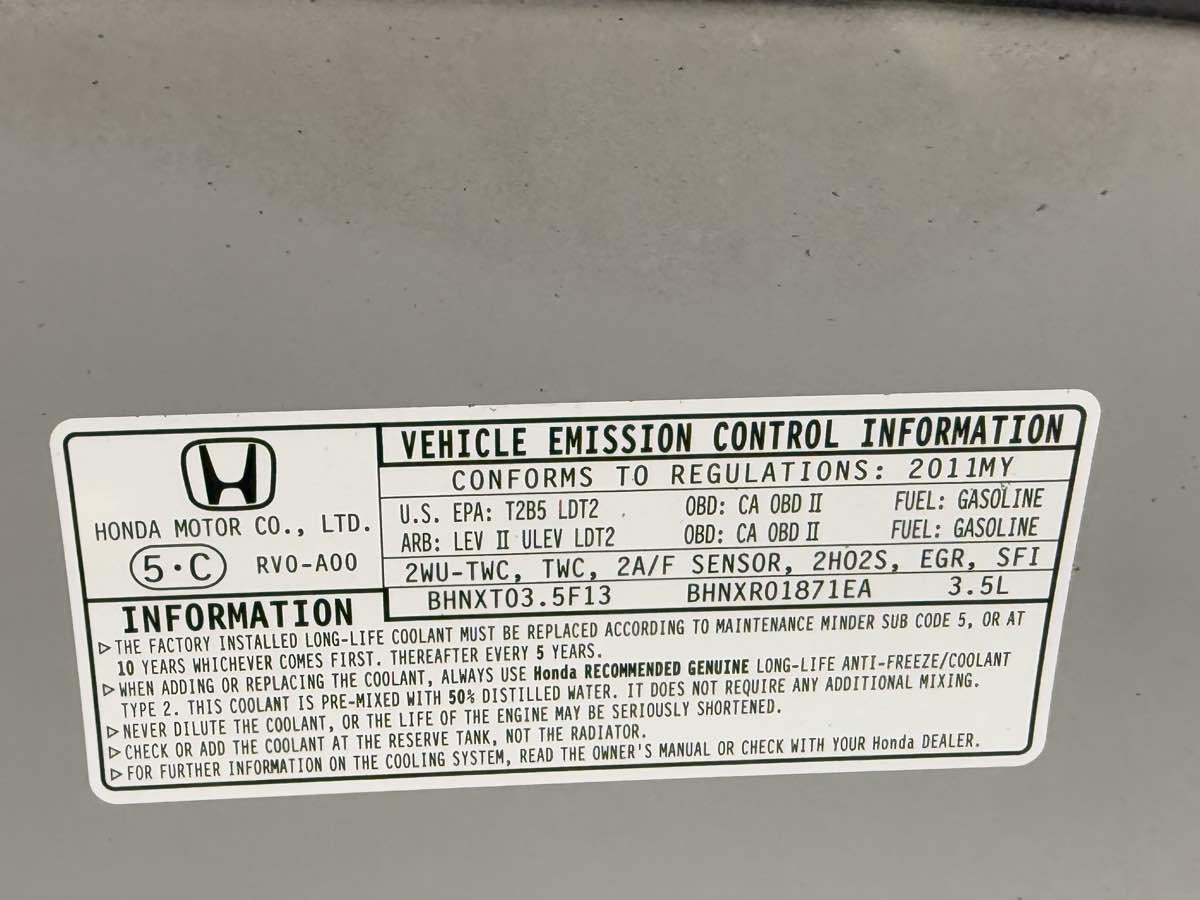 VEHICLE EMISSION CONTROL INFORMATION
CONFORMS TO REGULATIONS: 2011MY
U.S. EPA: T2B5 LDT2 OBD: CA OBD II FUEL: GASOLINE
ARB: LEV II ULEV LDT2 OBD: CA OBD II FUEL: GASOLINE
2WU-TWC, TWC, 2A/F SENSOR, 2HO2S, EGR, SFI
BHNXT03.5F13 BHNXR01871EA 3.5L
HONDA MOTOR CO., LTD.
5·C RV0-A00
INFORMATION
▷THE FACTORY INSTALLED LONG-LIFE COOLANT MUST BE REPLACED ACCORDING TO MAINTENANCE MINDER SUB CODE 5, OR AT
10 YEARS WHICHEVER COMES FIRST. THEREAFTER EVERY 5 YEARS.
▷WHEN ADDING OR REPLACING THE COOLANT, ALWAYS USE Honda RECOMMENDED GENUINE LONG-LIFE ANTI-FREEZE/COOLANT
TYPE 2. THIS COOLANT IS PRE-MIXED WITH 50% DISTILLED WATER. IT DOES NOT REQUIRE ANY ADDITIONAL MIXING.
▷NEVER DILUTE THE COOLANT, OR THE LIFE OF THE ENGINE MAY BE SERIOUSLY SHORTENED.
▷CHECK OR ADD THE COOLANT AT THE RESERVE TANK, NOT THE RADIATOR.
▷FOR FURTHER INFORMATION ON THE COOLING SYSTEM, READ THE OWNER'S MANUAL OR CHECK WITH YOUR Honda DEALER.